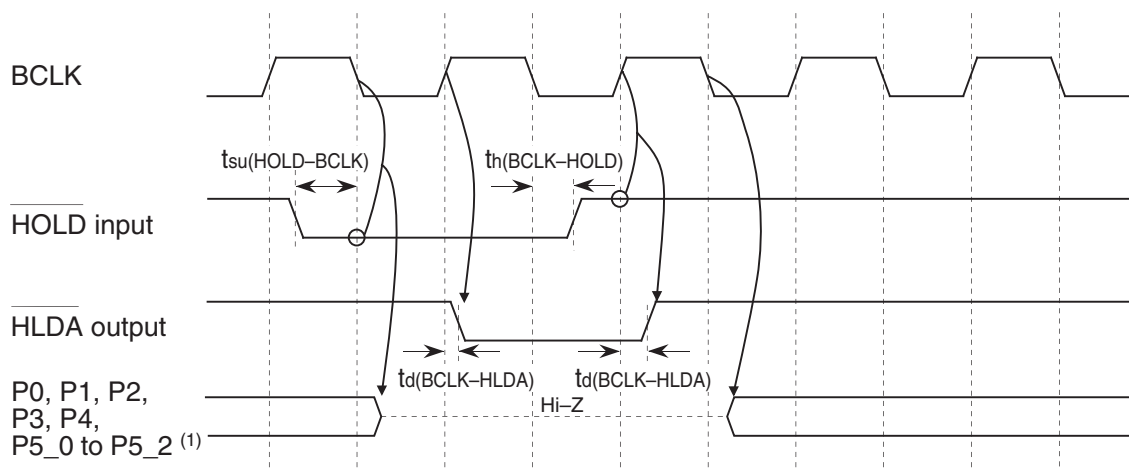 BCLK
tsu(HOLD–BCLK)
th(BCLK–HOLD)
HOLD input
HLDA output
td(BCLK–HLDA)
td(BCLK–HLDA)
Hi–Z
P0, P1, P2,
P3, P4,
P5_0 to P5_2 (1)